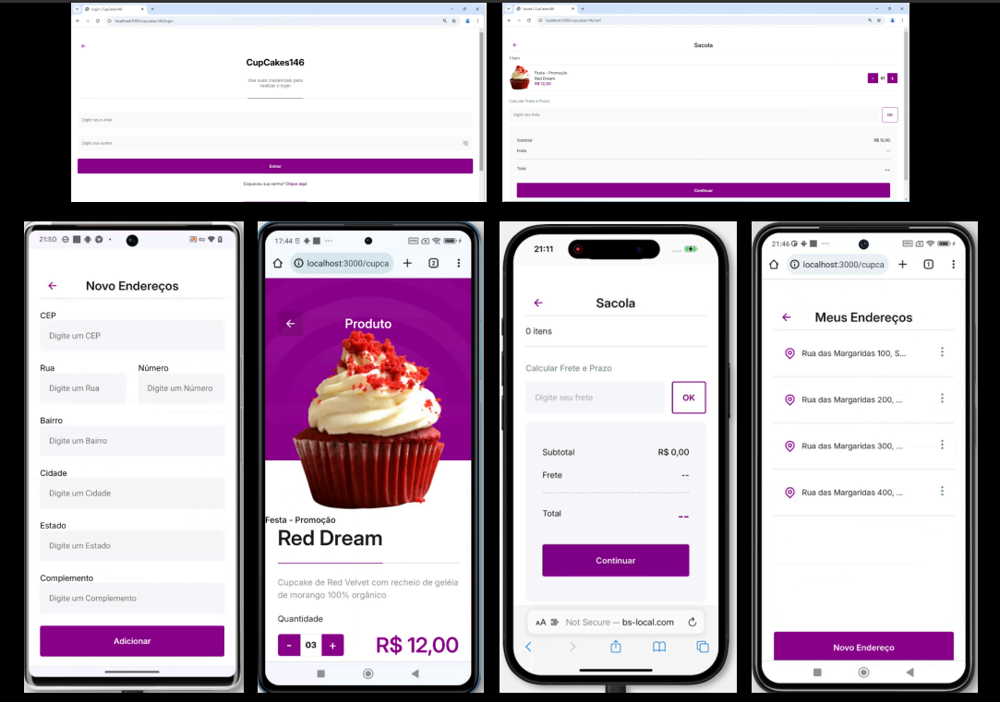 Login | CupCakes146
localhost:3000/cupcakes146/login
CupCakes146
Use suas credenciais para
realizar o login
Digite seu e-mail
Digite sua senha
Entrar
Esqueceu sua senha? Clique aqui
Sacola | CupCakes146
localhost:3000/cupcakes146/cart
Sacola
1 item
Festa - Promoção
Red Dream
R$ 12,00
- 01 +
Calcular Frete e Prazo
Digite seu frete
OK
Subtotal R$ 12,00
Frete --
Total --
Continuar
21:50
Novo Endereços
CEP
Digite um CEP
Rua Número
Digite um Rua Digite um Número
Bairro
Digite um Bairro
Cidade
Digite um Cidade
Estado
Digite um Estado
Complemento
Digite um Complemento
Adicionar
17:44
localhost:3000/cupca
2
Produto
Festa - Promoção
Red Dream
Cupcake de Red Velvet com recheio de geléia
de morango 100% orgânico
Quantidade
- 03 + R$ 12,00
21:11
Sacola
0 itens
Calcular Frete e Prazo
Digite seu frete
OK
Subtotal R$ 0,00
Frete --
Total --
Continuar
AA Not Secure — bs-local.com
21:46
localhost:3000/cupca
1
Meus Endereços
Rua das Margaridas 100, S...
Rua das Margaridas 200, ...
Rua das Margaridas 300, ...
Rua das Margaridas 400, ...
Novo Endereço